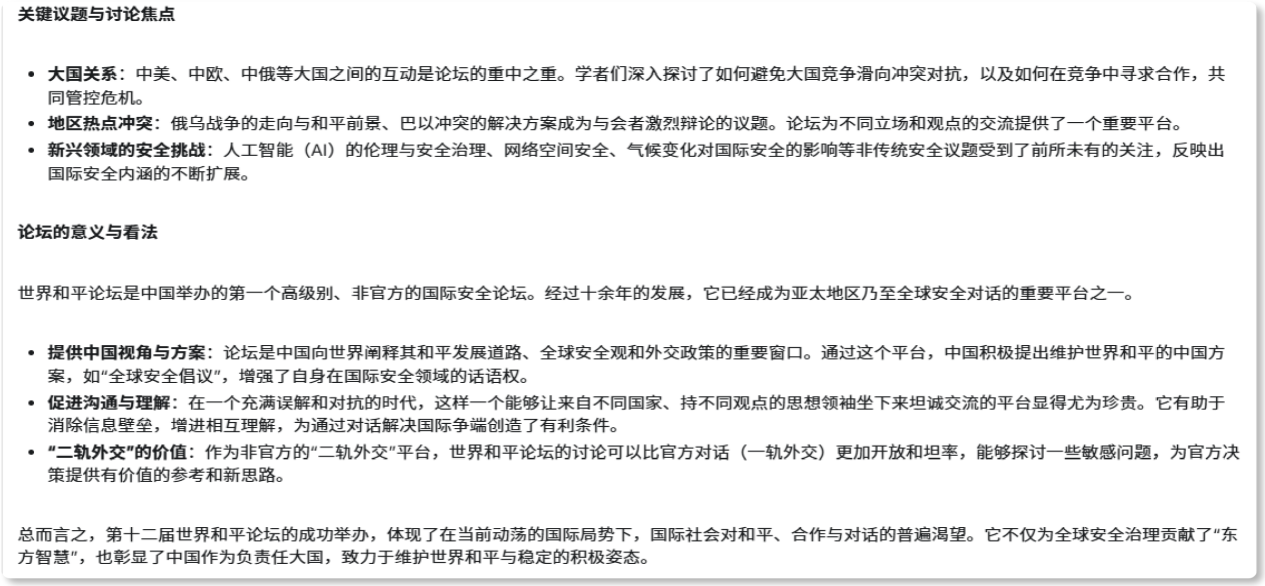 关键议题与讨论焦点
• 大国关系：中美、中欧、中俄等大国之间的互动是论坛的重中之重。学者们深入探讨了如何避免大国竞争滑向冲突对抗，以及如何在竞争中寻求合作，共
同管控危机。
• 地区热点冲突：俄乌战争的走向与和平前景、巴以冲突的解决方案成为与会者激烈辩论的议题。论坛为不同立场和观点的交流提供了一个重要平台。
• 新兴领域的安全挑战：人工智能（AI）的伦理与安全治理、网络空间安全、气候变化对国际安全的影响等非传统安全议题受到了前所未有的关注，反映出
国际安全内涵的不断扩展。
论坛的意义与看法
世界和平论坛是中国举办的第一个高级别、非官方的国际安全论坛。经过十余年的发展，它已经成为亚太地区乃至全球安全对话的重要平台之一。
• 提供中国视角与方案：论坛是中国向世界阐释其和平发展道路、全球安全观和外交政策的重要窗口。通过这个平台，中国积极提出维护世界和平的中国方
案，如“全球安全倡议”，增强了自身在国际安全领域的话语权。
• 促进沟通与理解：在一个充满误解和对抗的时代，这样一个能够让来自不同国家、持不同观点的思想领袖坐下来坦诚交流的平台显得尤为珍贵。它有助于
消除信息壁垒，增进相互理解，为通过对话解决国际争端创造了有利条件。
• “二轨外交”的价值：作为非官方的“二轨外交”平台，世界和平论坛的讨论可以比官方对话（一轨外交）更加开放和坦率，能够探讨一些敏感问题，为官方决
策提供有价值的参考和新思路。
总而言之，第十二届世界和平论坛的成功举办，体现了在当前动荡的国际局势下，国际社会对和平、合作与对话的普遍渴望。它不仅为全球安全治理贡献了“东
方智慧”，也彰显了中国作为负责任大国，致力于维护世界和平与稳定的积极姿态。